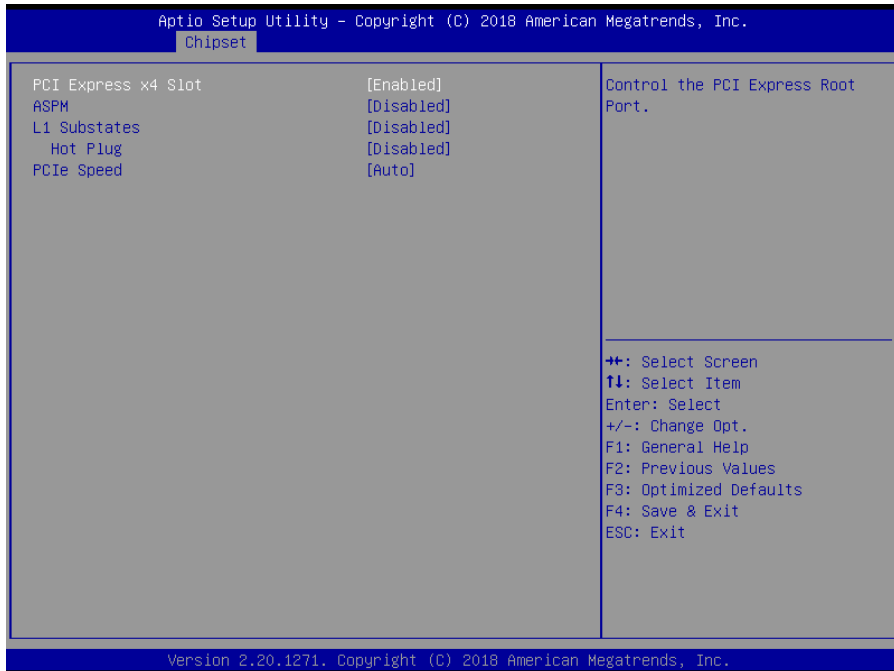 Aptio Setup Utility – Copyright (C) 2018 American Megatrends, Inc.
Chipset
PCI Express x4 Slot [Enabled]
ASPM [Disabled]
L1 Substates [Disabled]
Hot Plug [Disabled]
PCIe Speed [Auto]
Control the PCI Express Root
Port.
→←: Select Screen
↑↓: Select Item
Enter: Select
+/-: Change Opt.
F1: General Help
F2: Previous Values
F3: Optimized Defaults
F4: Save & Exit
ESC: Exit
Version 2.20.1271. Copyright (C) 2018 American Megatrends, Inc.